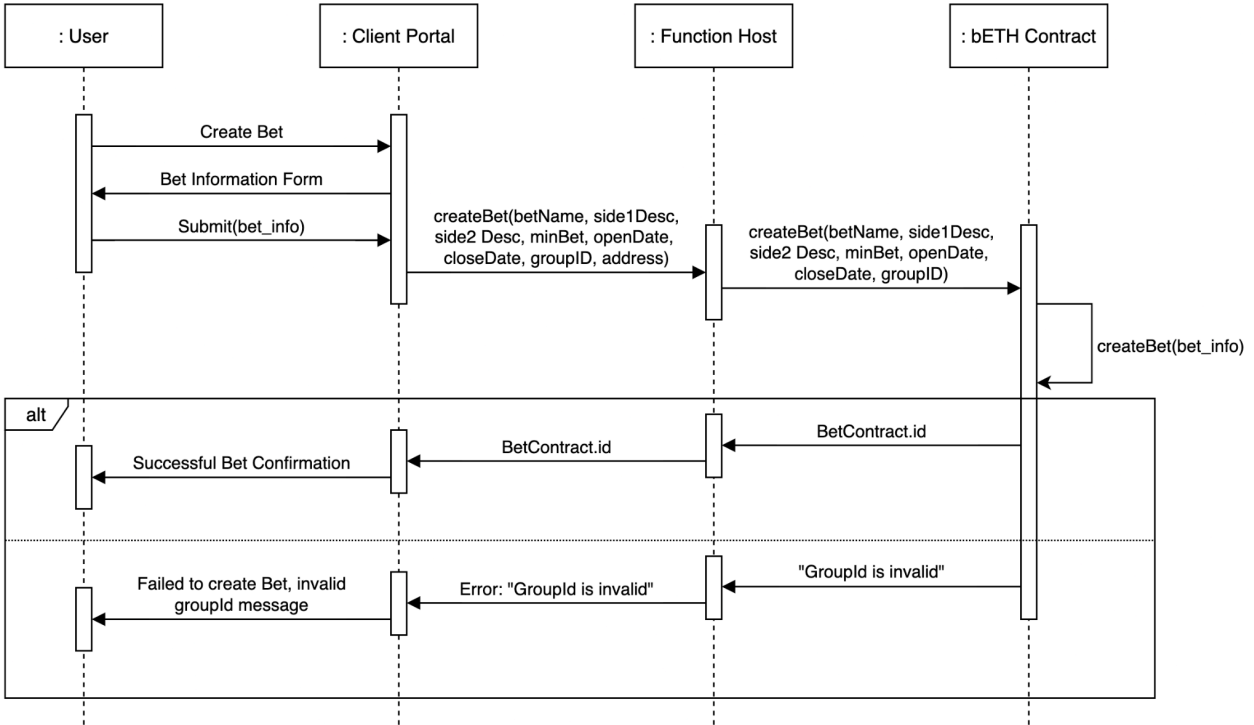 : User
: Client Portal
: Function Host
: bETH Contract
Create Bet
Bet Information Form
Submit(bet_info)
createBet(betName, side1Desc,
side2 Desc, minBet, openDate,
closeDate, groupID, address)
createBet(betName, side1Desc,
side2 Desc, minBet, openDate,
closeDate, groupID)
createBet(bet_info)
alt
BetContract.id
BetContract.id
Successful Bet Confirmation
"GroupId is invalid"
Error: "GroupId is invalid"
Failed to create Bet, invalid
groupId message